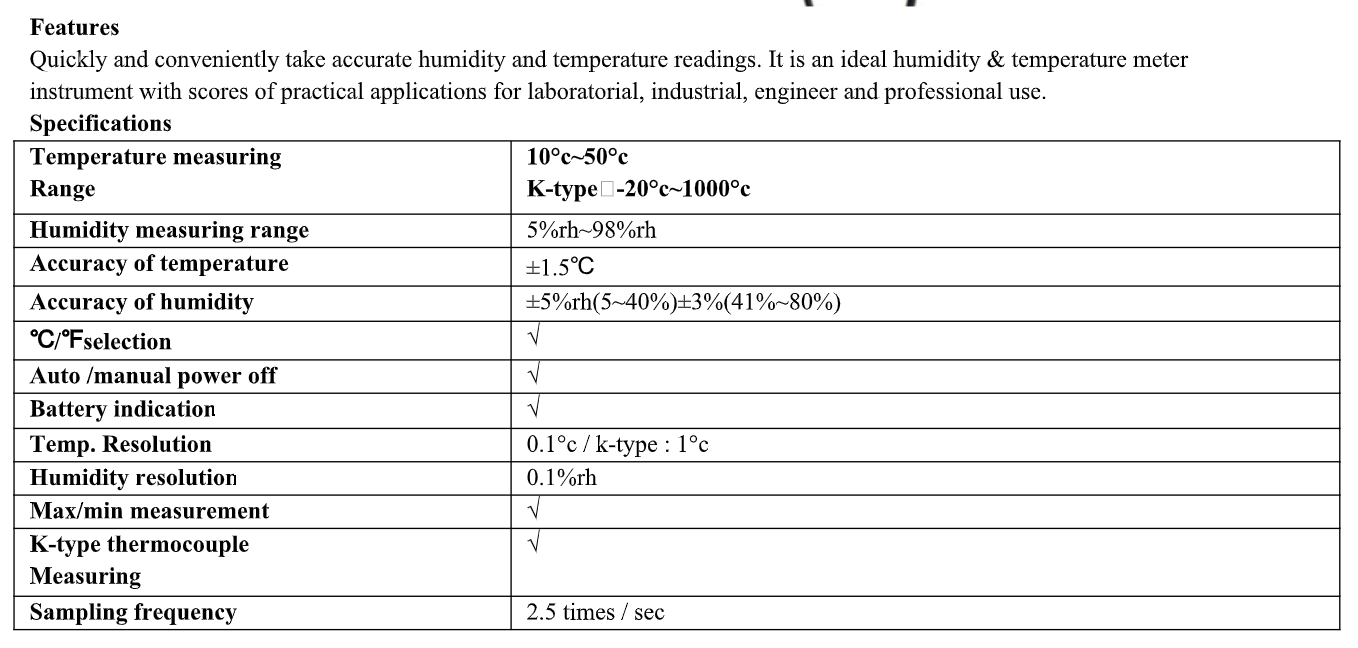 Features
Quickly and conveniently take accurate humidity and temperature readings. It is an ideal humidity & temperature meter
instrument with scores of practical applications for laboratorial, industrial, engineer and professional use.
Specifications
Temperature measuring
Range
10°c~50°c
K-type□-20°c~1000°c
Humidity measuring range
5%rh~98%rh
Accuracy of temperature
±1.5℃
Accuracy of humidity
±5%rh(5~40%)±3%(41%~80%)
℃/℉selection
√
Auto /manual power off
√
Battery indication
√
Temp. Resolution
0.1°c / k-type : 1°c
Humidity resolution
0.1%rh
Max/min measurement
√
K-type thermocouple
Measuring
√
Sampling frequency
2.5 times / sec